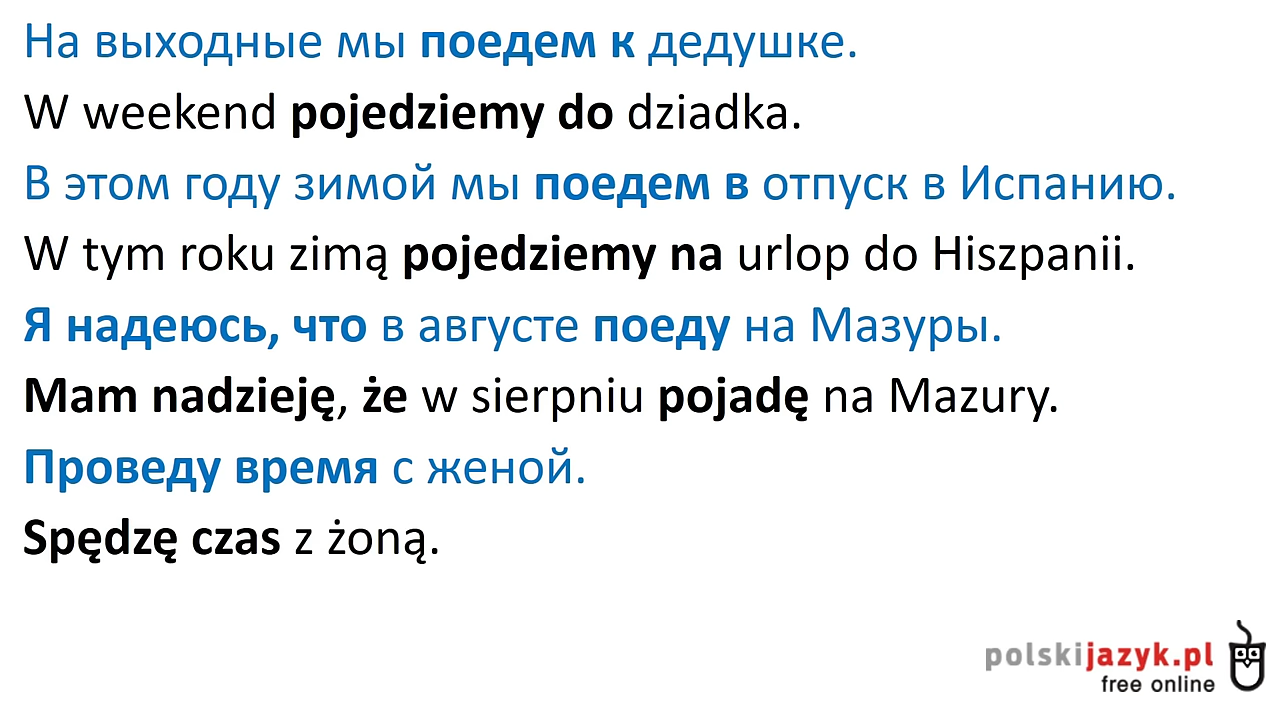 На выходные мы поедем к дедушке.
W weekend pojedziemy do dziadka.
В этом году зимой мы поедем в отпуск в Испанию.
W tym roku zimą pojedziemy na urlop do Hiszpanii.
Я надеюсь, что в августе поеду на Мазуры.
Mam nadzieję, że w sierpniu pojadę na Mazury.
Проведу время с женой.
Spędzę czas z żoną.
polskijazyk.pl
free online